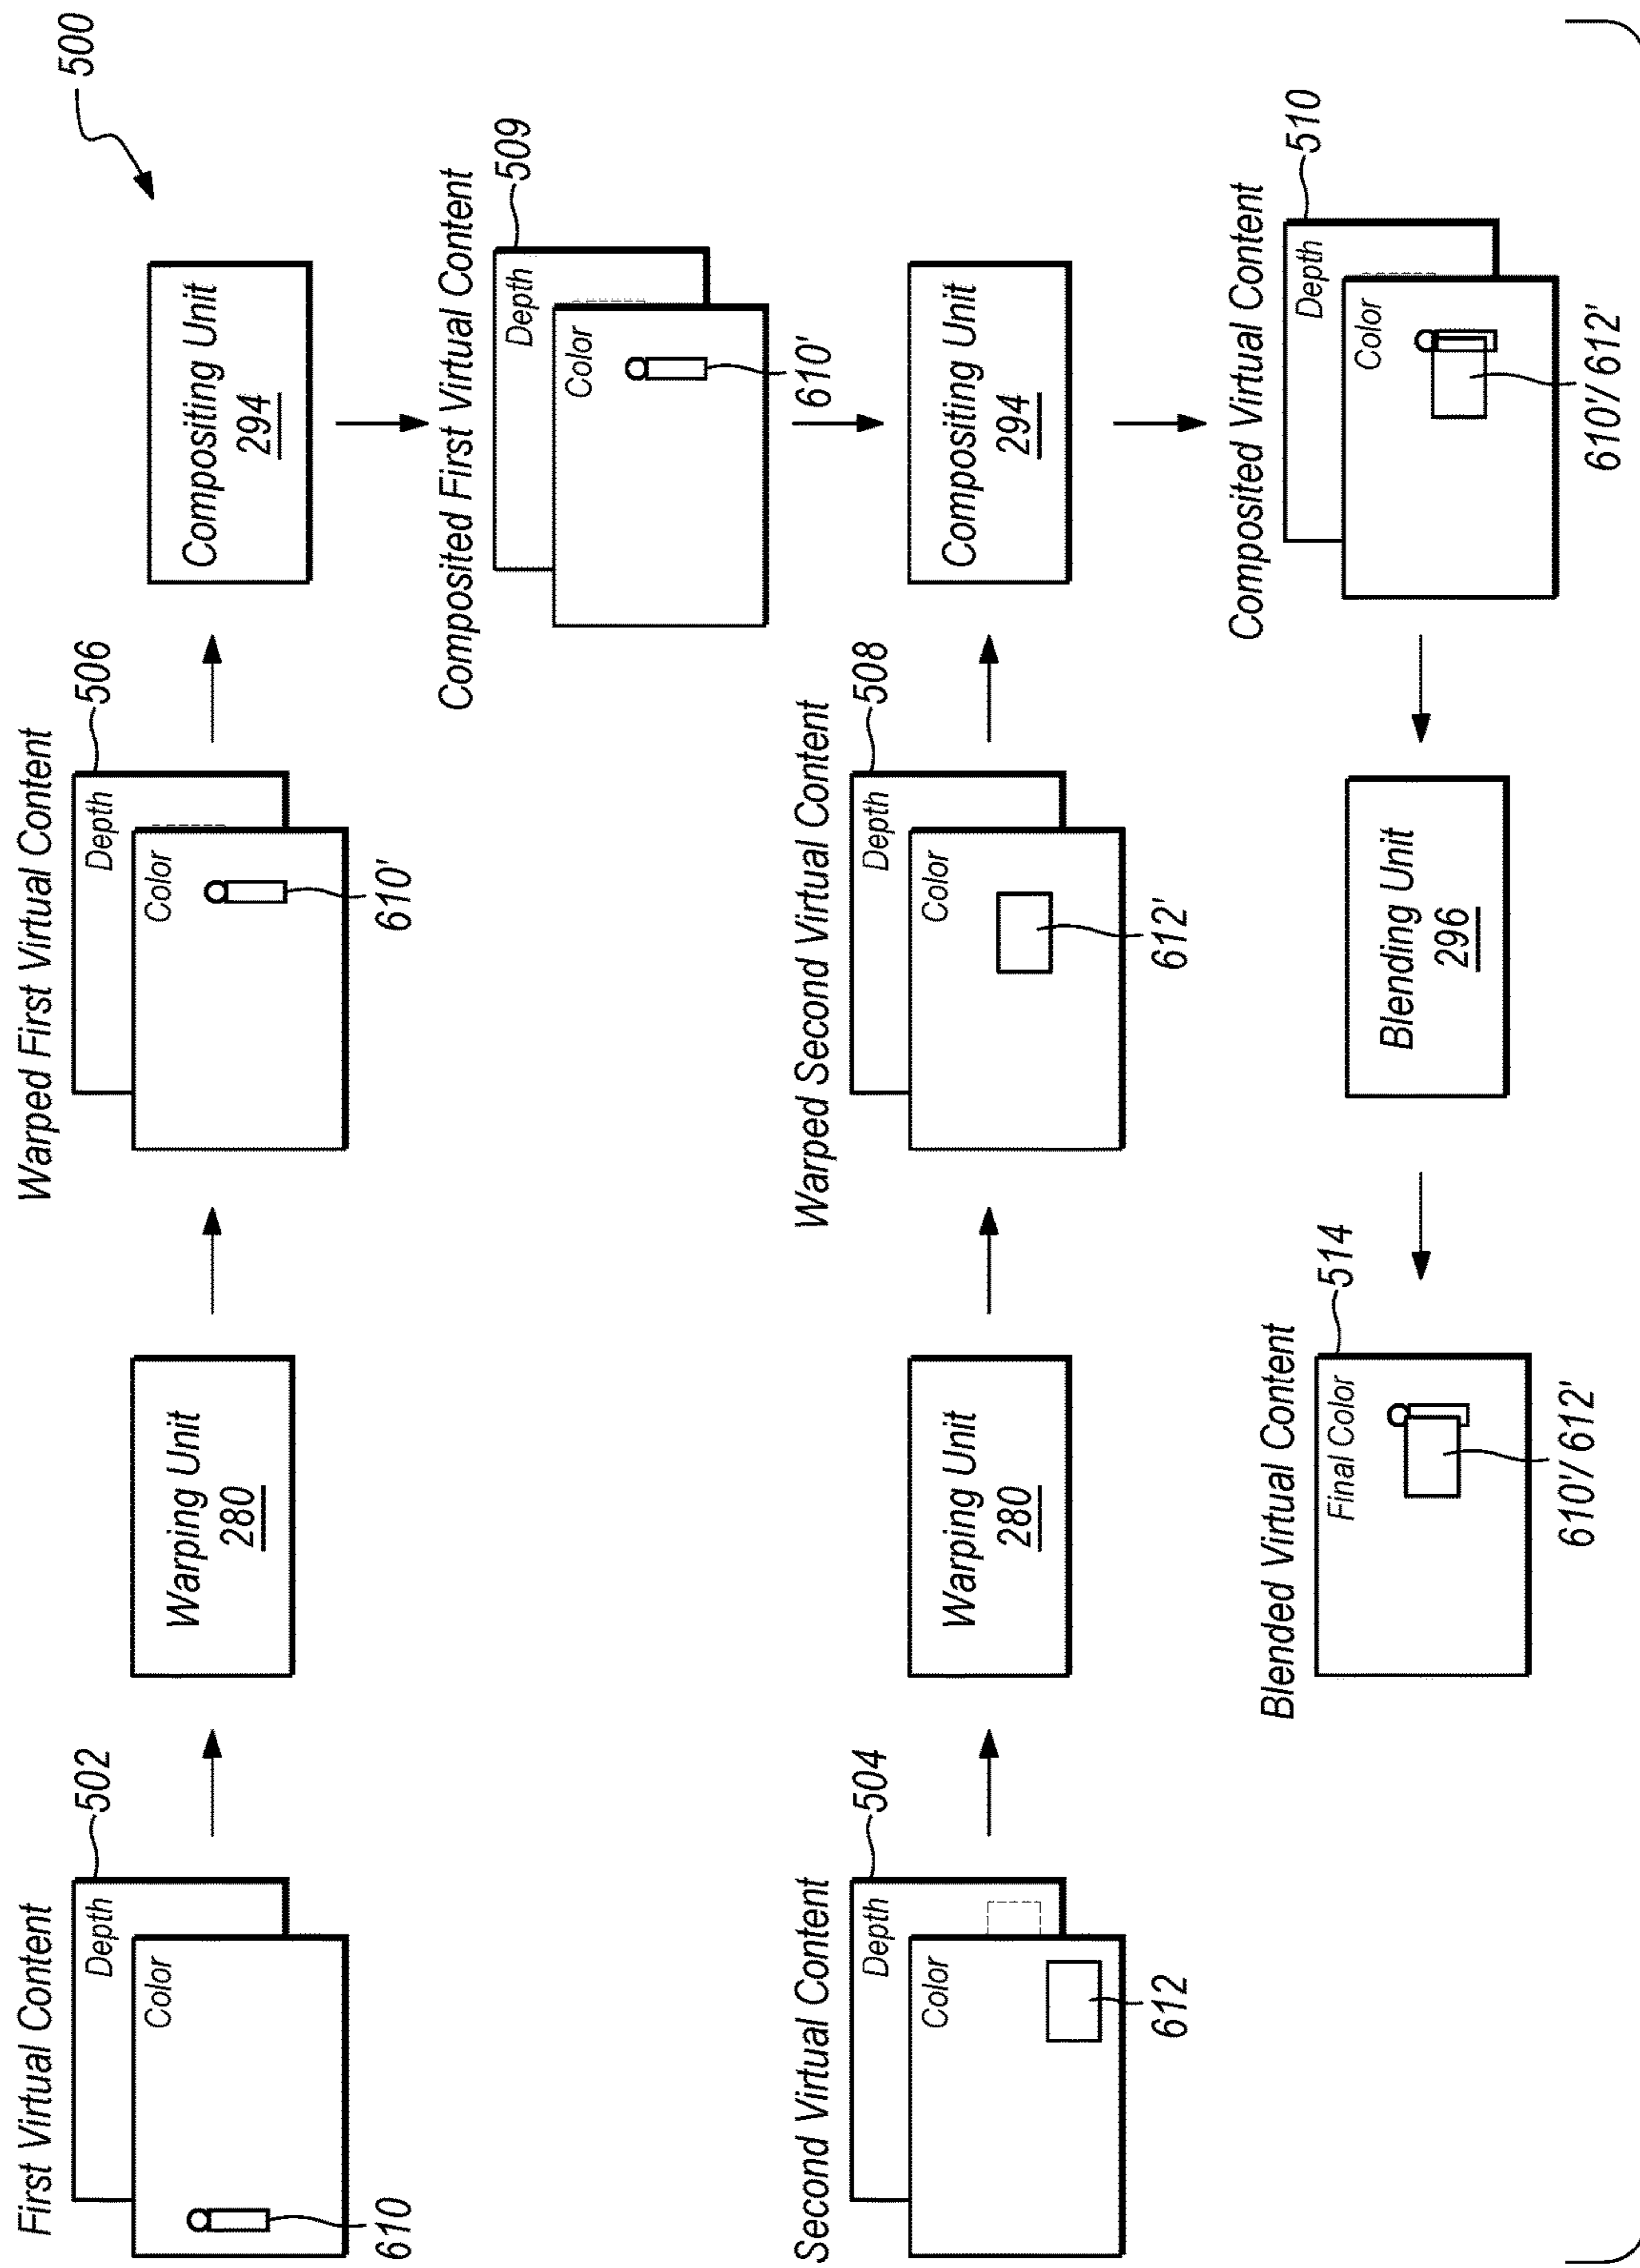 500
First Virtual Content
502
Depth
Color
610
Warping Unit
280
Warped First Virtual Content
506
Depth
Color
610'
Compositing Unit
294
Composited First Virtual Content
509
Depth
Color
610'
Second Virtual Content
504
Depth
Color
612
Warping Unit
280
Warped Second Virtual Content
508
Depth
Color
612'
Compositing Unit
294
Composited Virtual Content
510
Depth
Color
610'/ 612'
Blending Unit
296
Blended Virtual Content
514
Final Color
610'/ 612'